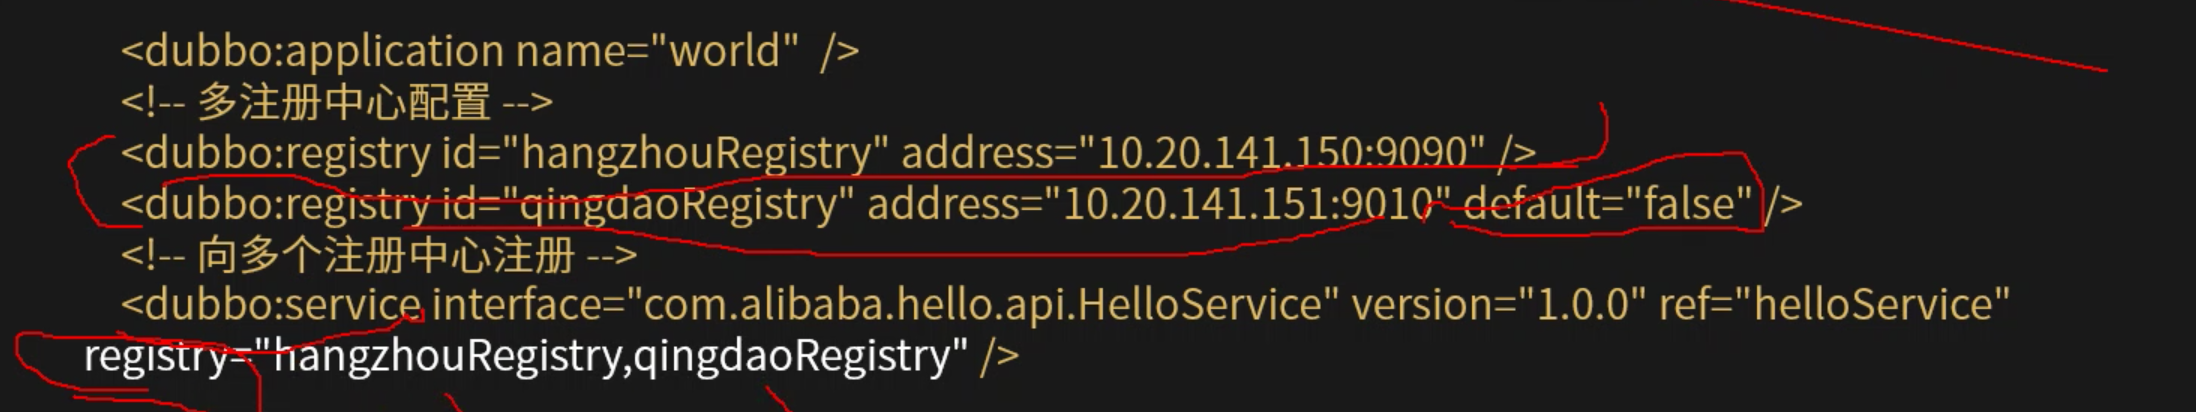 <dubbo:application name="world"  />
<!-- 多注册中心配置 -->
<dubbo:registry id="hangzhouRegistry" address="10.20.141.150:9090" />
<dubbo:registry id="qingdaoRegistry" address="10.20.141.151:9010" default="false" />
<!-- 向多个注册中心注册 -->
<dubbo:service interface="com.alibaba.hello.api.HelloService" version="1.0.0" ref="helloService"
registry="hangzhouRegistry,qingdaoRegistry" />